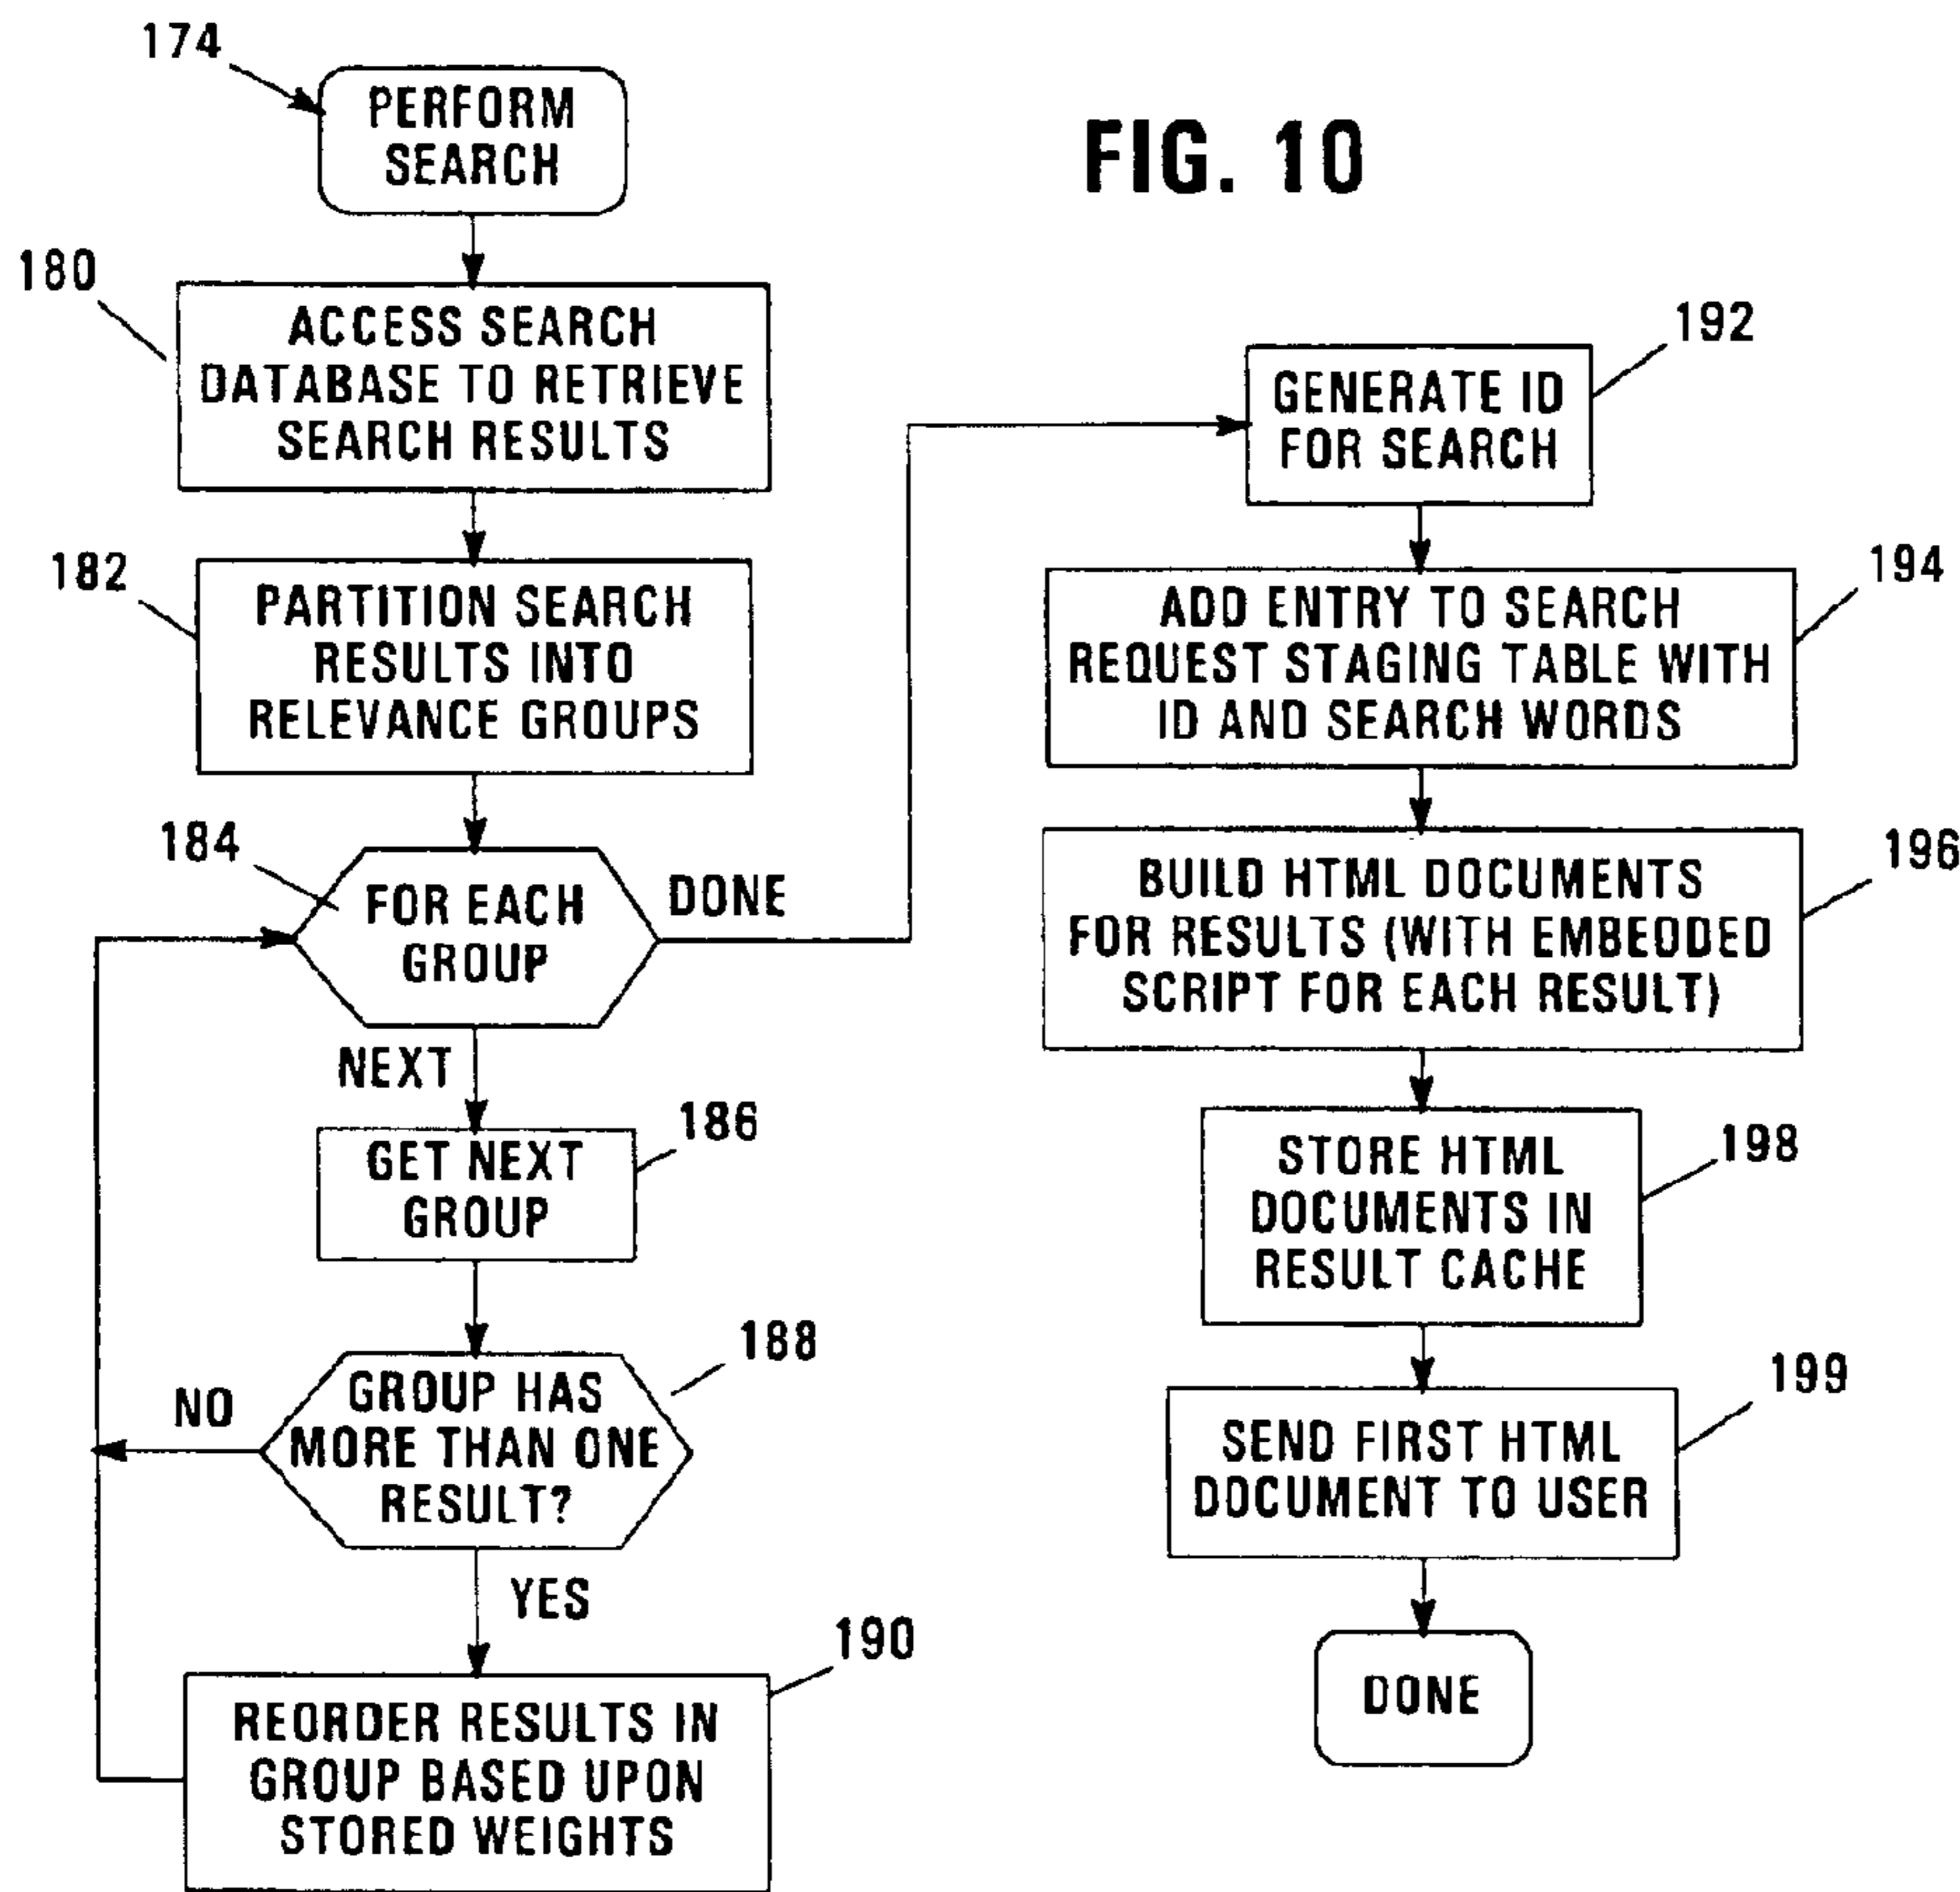 FIG. 10
174
PERFORM
SEARCH
180
ACCESS SEARCH
DATABASE TO RETRIEVE
SEARCH RESULTS
182
PARTITION SEARCH
RESULTS INTO
RELEVANCE GROUPS
184
FOR EACH
GROUP
DONE
NEXT
186
GET NEXT
GROUP
188
GROUP HAS
MORE THAN ONE
RESULT?
NO
YES
190
REORDER RESULTS IN
GROUP BASED UPON
STORED WEIGHTS
192
GENERATE ID
FOR SEARCH
194
ADD ENTRY TO SEARCH
REQUEST STAGING TABLE WITH
ID AND SEARCH WORDS
196
BUILD HTML DOCUMENTS
FOR RESULTS (WITH EMBEDDED
SCRIPT FOR EACH RESULT)
198
STORE HTML
DOCUMENTS IN
RESULT CACHE
199
SEND FIRST HTML
DOCUMENT TO USER
DONE